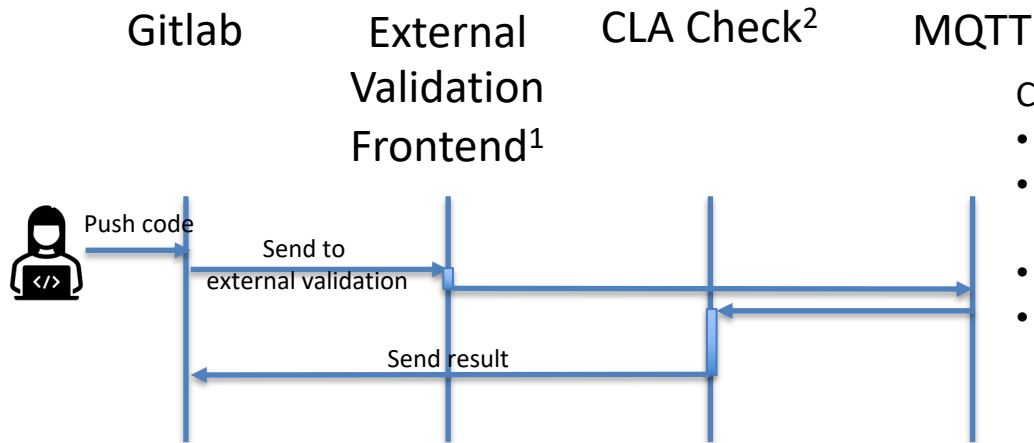 Gitlab
External
Validation
Frontend1
CLA Check2
MQTT
C
•
•
•
•
Push code
Send to
external validation
</>
Send result